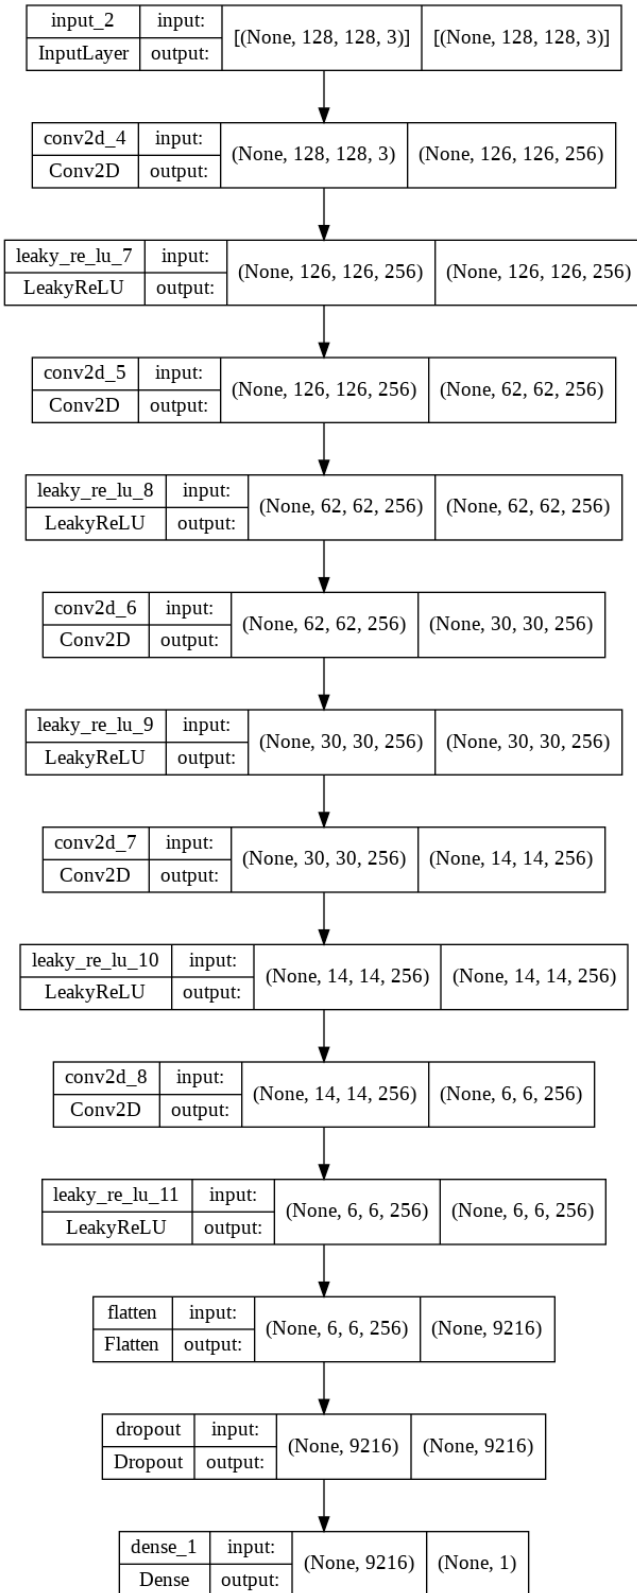 input_2 input: [(None, 128, 128, 3)] [(None, 128, 128, 3)]
InputLayer output:
conv2d_4 input: (None, 128, 128, 3) (None, 126, 126, 256)
Conv2D output:
leaky_re_lu_7 input: (None, 126, 126, 256) (None, 126, 126, 256)
LeakyReLU output:
conv2d_5 input: (None, 126, 126, 256) (None, 62, 62, 256)
Conv2D output:
leaky_re_lu_8 input: (None, 62, 62, 256) (None, 62, 62, 256)
LeakyReLU output:
conv2d_6 input: (None, 62, 62, 256) (None, 30, 30, 256)
Conv2D output:
leaky_re_lu_9 input: (None, 30, 30, 256) (None, 30, 30, 256)
LeakyReLU output:
conv2d_7 input: (None, 30, 30, 256) (None, 14, 14, 256)
Conv2D output:
leaky_re_lu_10 input: (None, 14, 14, 256) (None, 14, 14, 256)
LeakyReLU output:
conv2d_8 input: (None, 14, 14, 256) (None, 6, 6, 256)
Conv2D output:
leaky_re_lu_11 input: (None, 6, 6, 256) (None, 6, 6, 256)
LeakyReLU output:
flatten input: (None, 6, 6, 256) (None, 9216)
Flatten output:
dropout input: (None, 9216) (None, 9216)
Dropout output:
dense_1 input: (None, 9216) (None, 1)
Dense output: